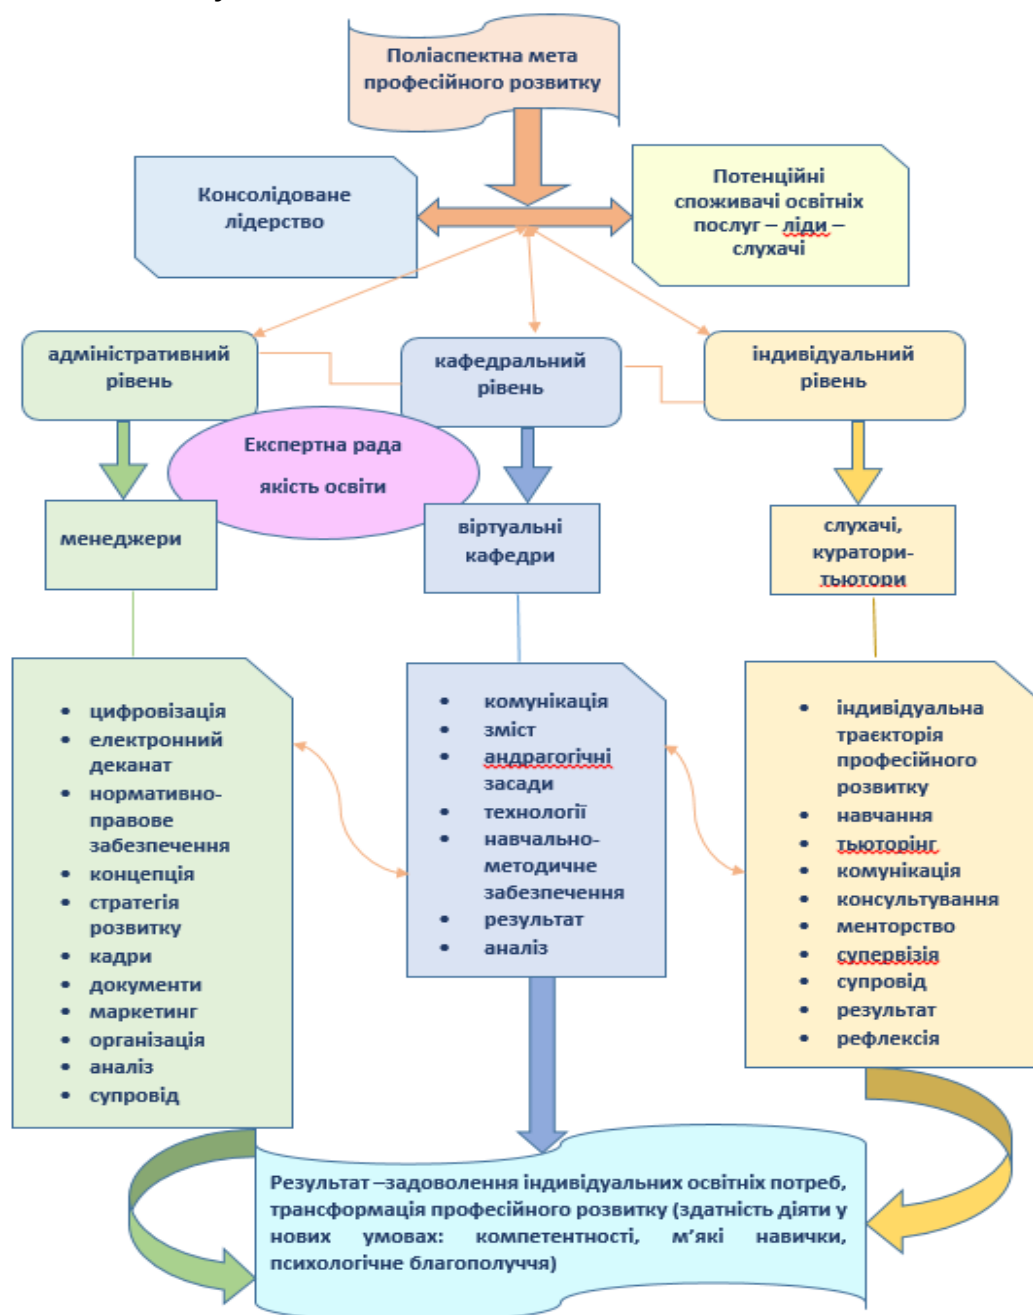 Поліаспектна мета
професійного розвитку
Консолідоване
лідерство
Потенційні
споживачі освітніх
послуг – ліди –
слухачі
адміністративний
рівень
кафедральний
рівень
індивідуальний
рівень
Експертна рада
якість освіти
менеджери
віртуальні
кафедри
слухачі,
куратори-
тьютори
• цифровізація
• електронний
деканат
• нормативно-
правове
забезпечення
• концепція
• стратегія
розвитку
• кадри
• документи
• маркетинг
• організація
• аналіз
• супровід
• комунікація
• зміст
• андрагогічні
засади
• технології
• навчально-
методичне
забезпечення
• результат
• аналіз
• індивідуальна
траєкторія
професійного
розвитку
• навчання
• тьюторінг
• комунікація
• консультування
• менторство
• супервізія
• супровід
• результат
• рефлексія
Результат –задоволення індивідуальних освітніх потреб,
трансформація професійного розвитку (здатність діяти у
нових умовах: компетентності, м’які навички,
психологічне благополуччя)